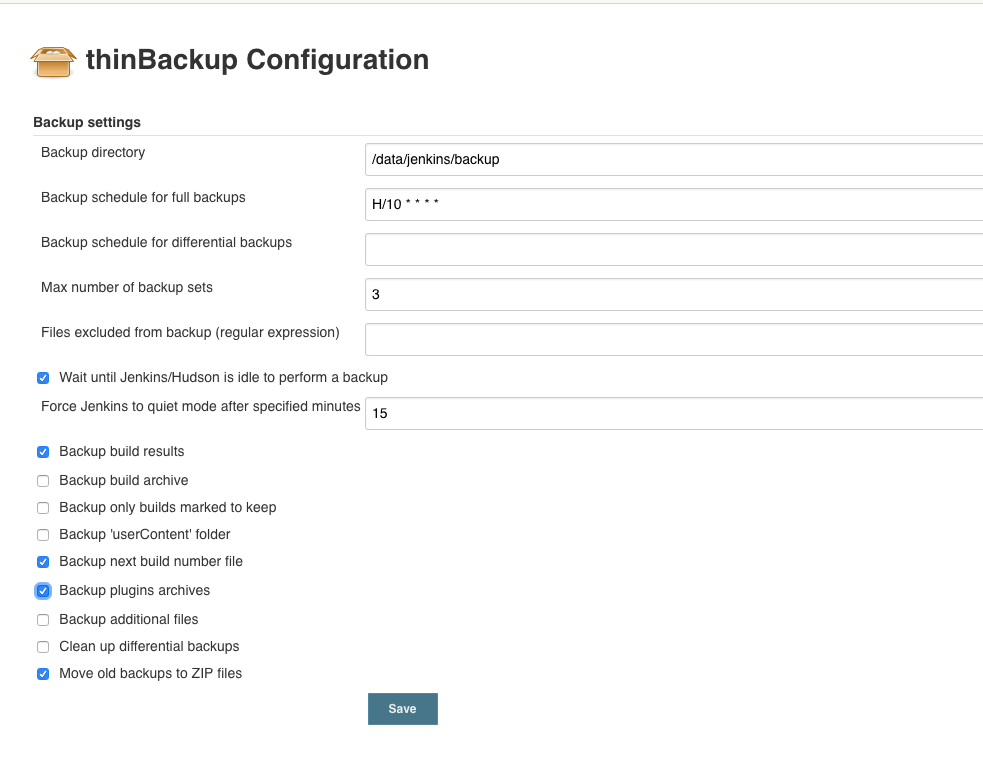 thinBackup Configuration
Backup settings
Backup directory
/data/jenkins/backup
Backup schedule for full backups
H/10 * * * *
Backup schedule for differential backups
Max number of backup sets
3
Files excluded from backup (regular expression)
Wait until Jenkins/Hudson is idle to perform a backup
Force Jenkins to quiet mode after specified minutes
15
Backup build results
Backup build archive
Backup only builds marked to keep
Backup 'userContent' folder
Backup next build number file
Backup plugins archives
Backup additional files
Clean up differential backups
Move old backups to ZIP files
Save